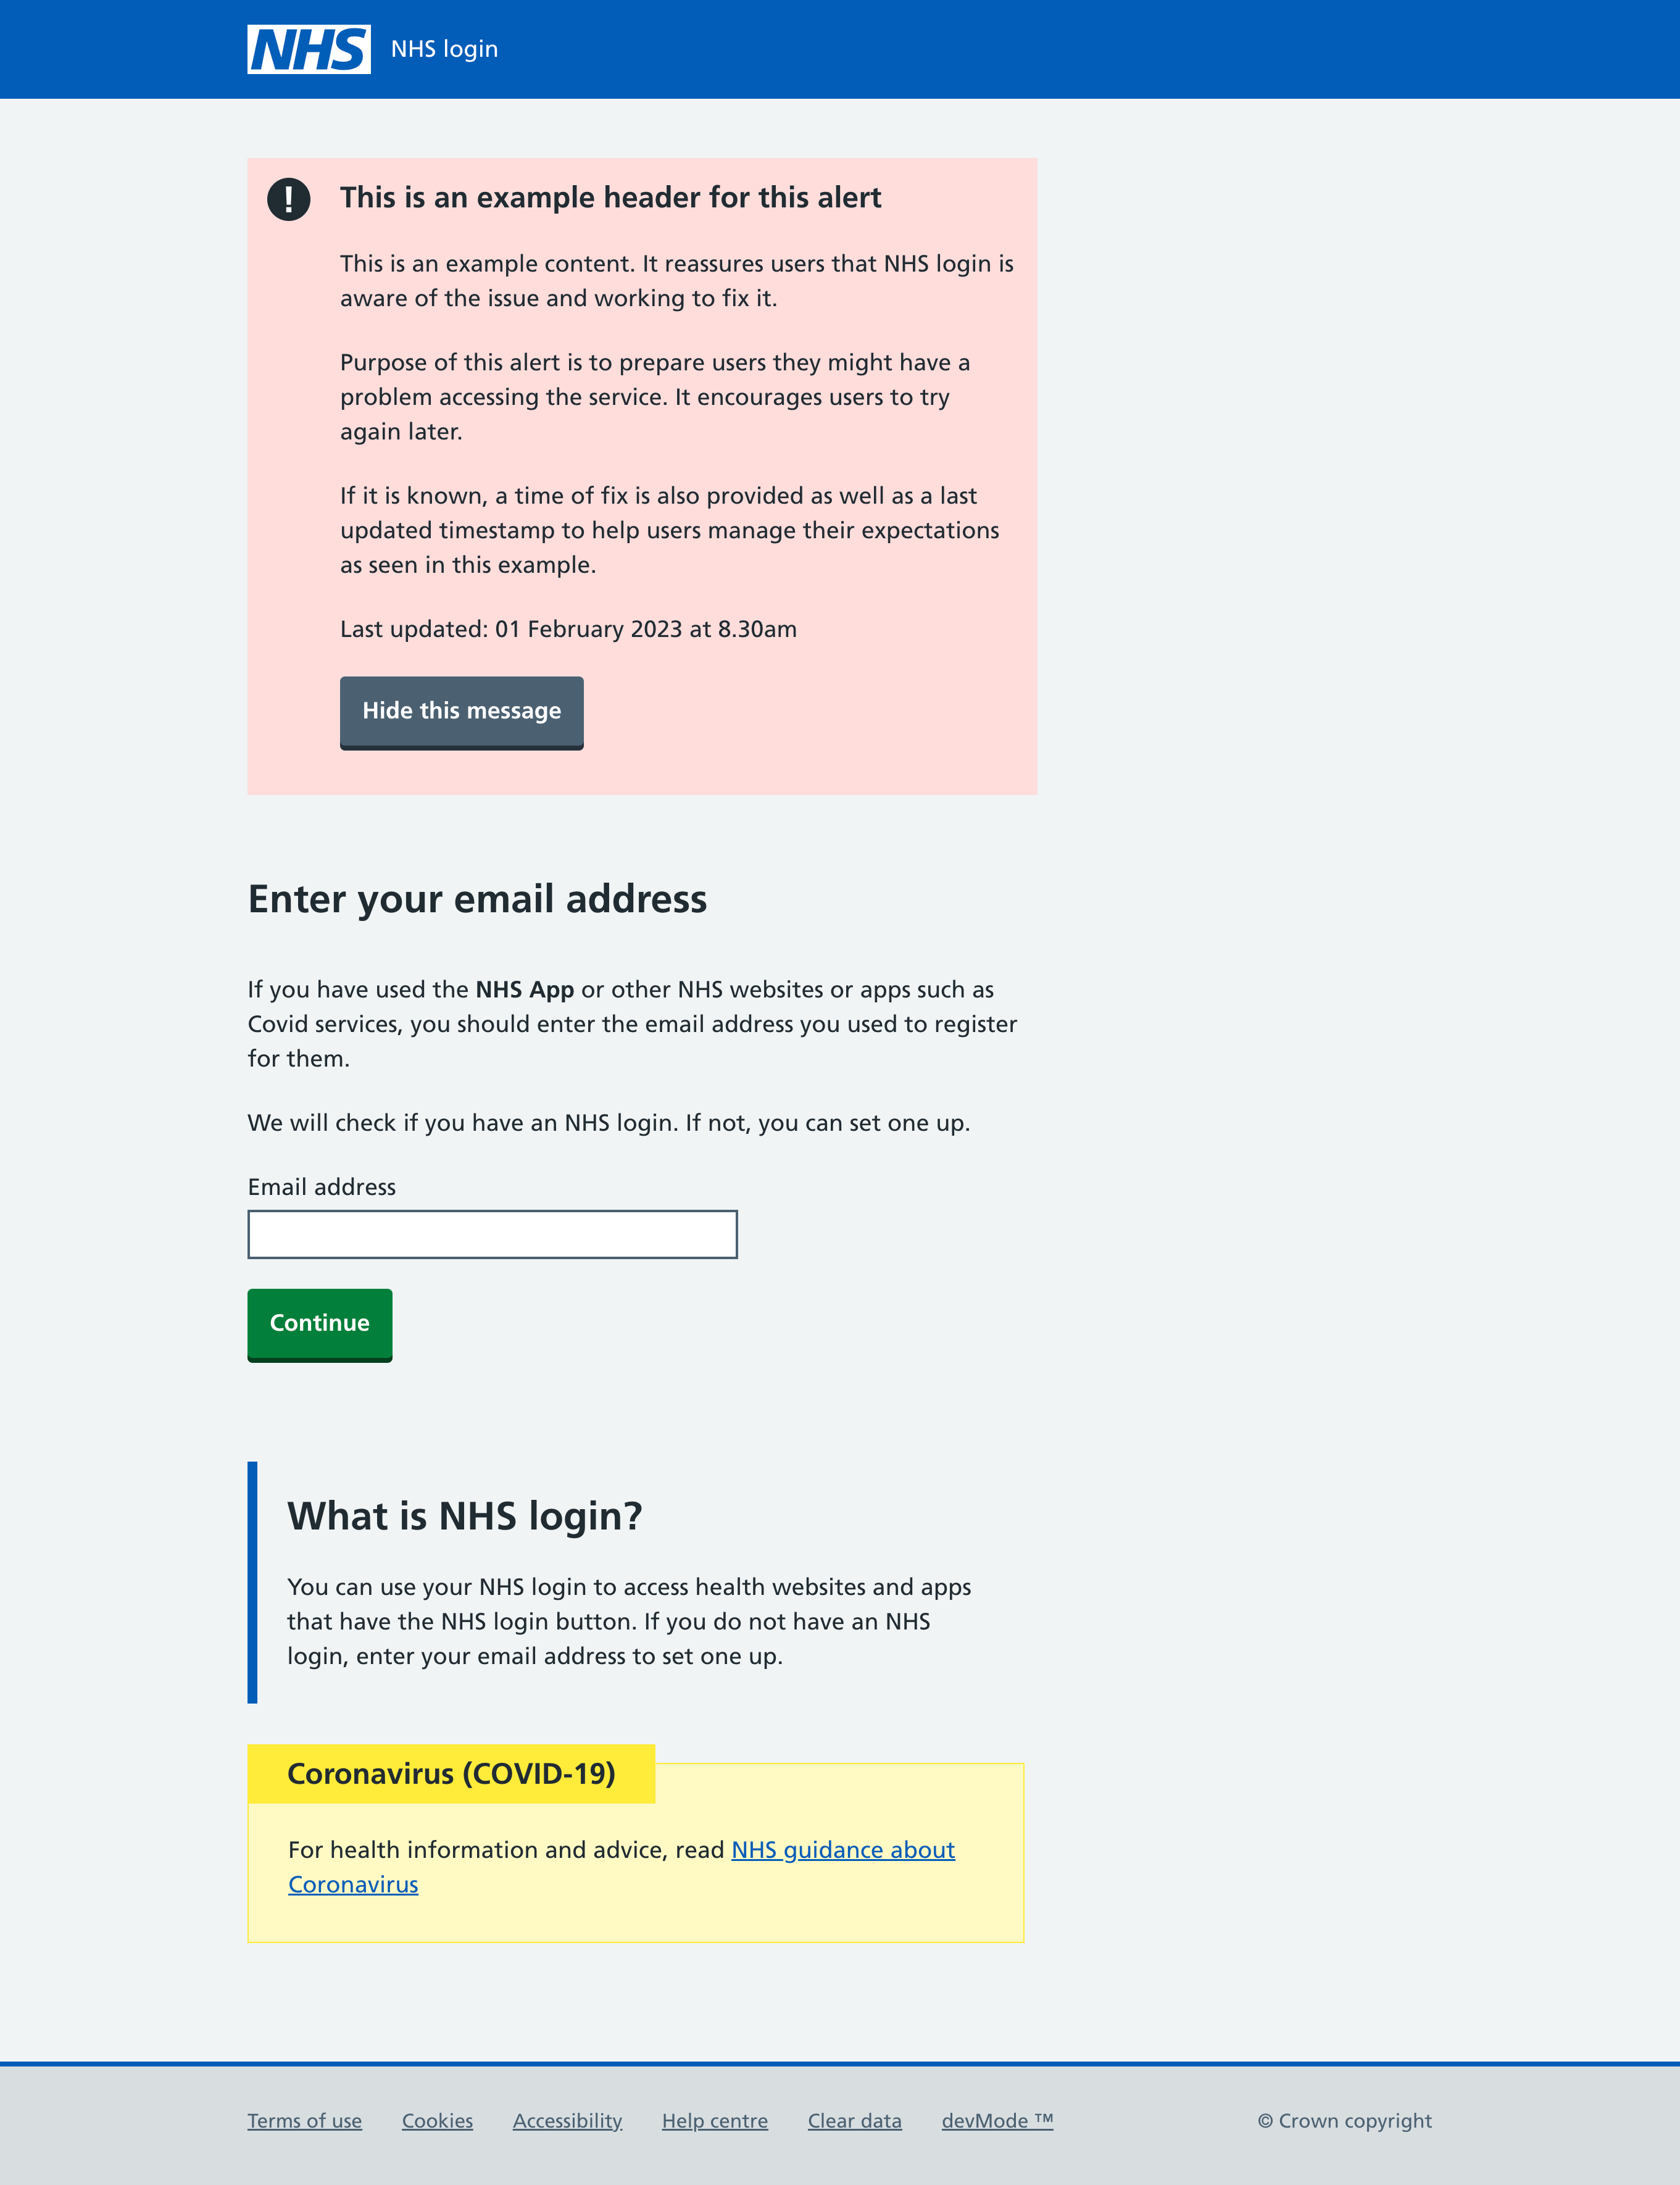 NHS NHS login
This is an example header for this alert
This is an example content. It reassures users that NHS login is
aware of the issue and working to fix it.
Purpose of this alert is to prepare users they might have a
problem accessing the service. It encourages users to try
again later.
If it is known, a time of fix is also provided as well as a last
updated timestamp to help users manage their expectations
as seen in this example.
Last updated: 01 February 2023 at 8.30am
Hide this message
Enter your email address
If you have used the NHS App or other NHS websites or apps such as
Covid services, you should enter the email address you used to register
for them.
We will check if you have an NHS login. If not, you can set one up.
Email address
Continue
What is NHS login?
You can use your NHS login to access health websites and apps
that have the NHS login button. If you do not have an NHS
login, enter your email address to set one up.
Coronavirus (COVID-19)
For health information and advice, read NHS guidance about
Coronavirus
Terms of use Cookies Accessibility Help centre Clear data devMode ™ © Crown copyright